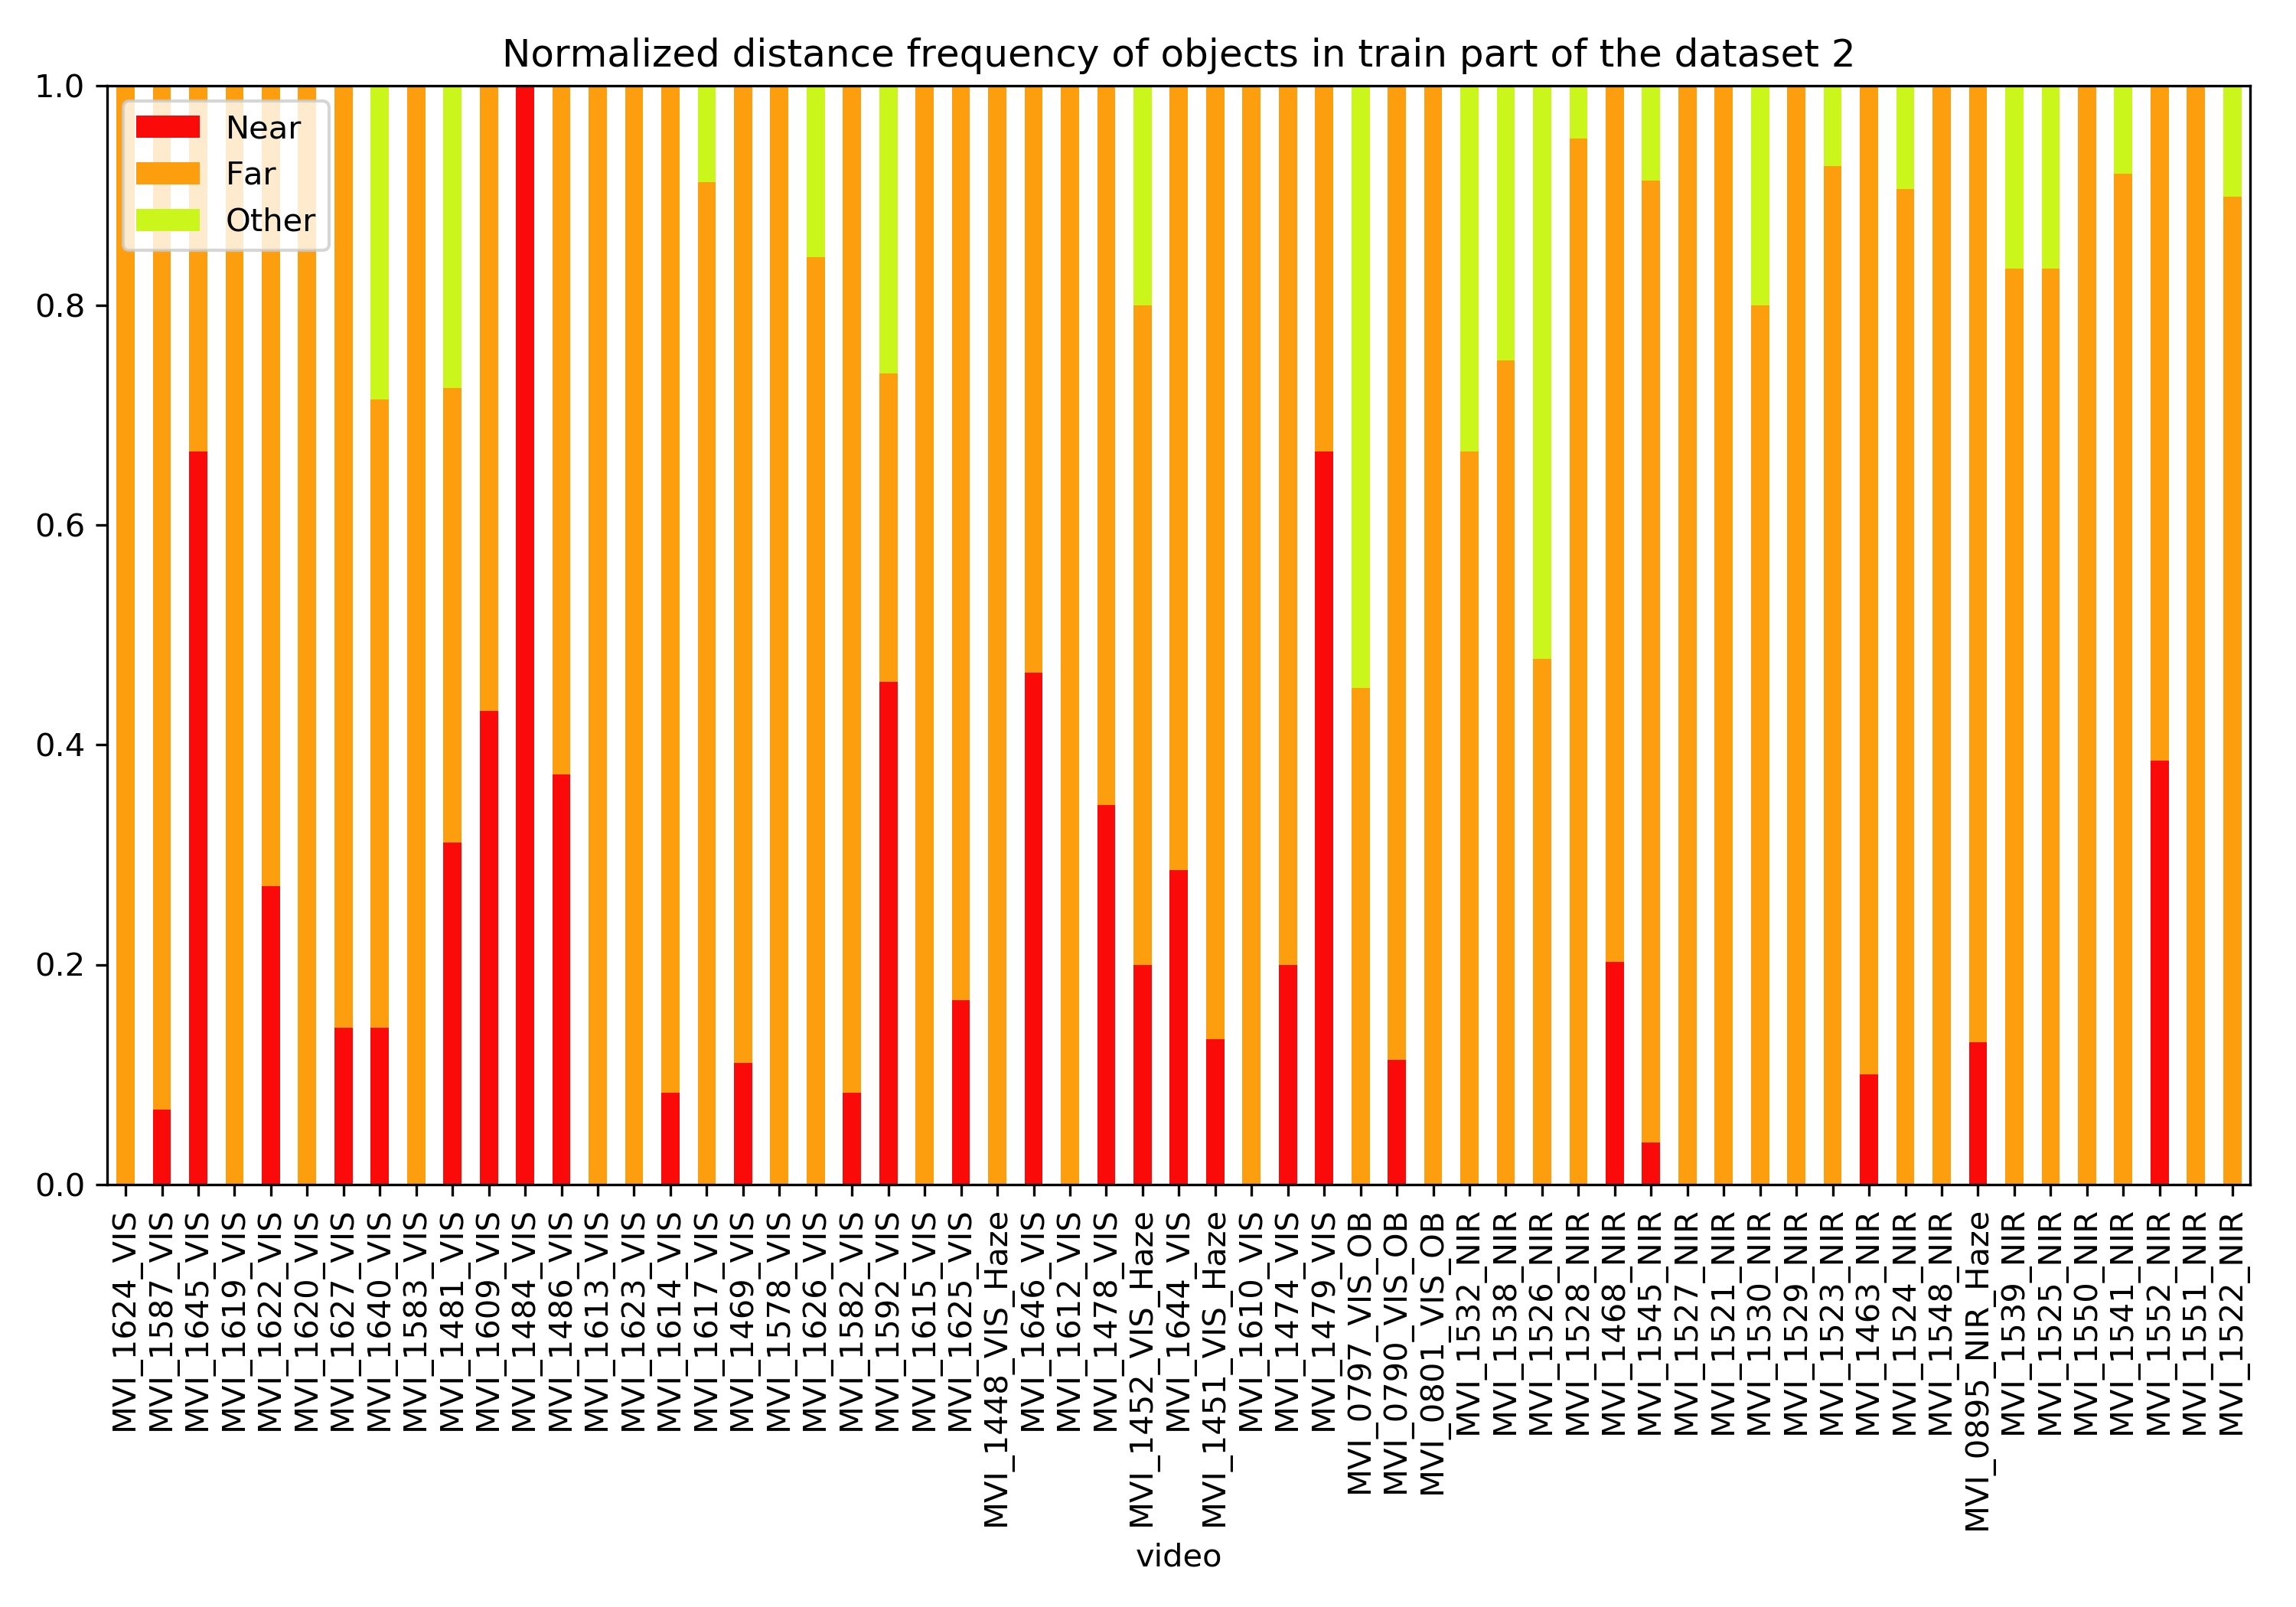 Normalized distance frequency of objects in train part of the dataset 2
1.0
0.8
0.6
0.4
0.2
0.0
Near
Far
Other
MVI_1624_VIS
MVI_1587_VIS
MVI_1645_VIS
MVI_1619_VIS
MVI_1622_VIS
MVI_1620_VIS
MVI_1627_VIS
MVI_1640_VIS
MVI_1583_VIS
MVI_1481_VIS
MVI_1609_VIS
MVI_1484_VIS
MVI_1486_VIS
MVI_1613_VIS
MVI_1623_VIS
MVI_1614_VIS
MVI_1617_VIS
MVI_1469_VIS
MVI_1578_VIS
MVI_1626_VIS
MVI_1582_VIS
MVI_1592_VIS
MVI_1615_VIS
MVI_1625_VIS
MVI_1448_VIS_Haze
MVI_1646_VIS
MVI_1612_VIS
MVI_1478_VIS
MVI_1452_VIS_Haze
MVI_1644_VIS
MVI_1451_VIS_Haze
MVI_1610_VIS
MVI_1474_VIS
MVI_1479_VIS
MVI_0797_VIS_OB
MVI_0790_VIS_OB
MVI_0801_VIS_OB
MVI_1532_NIR
MVI_1538_NIR
MVI_1526_NIR
MVI_1528_NIR
MVI_1468_NIR
MVI_1545_NIR
MVI_1527_NIR
MVI_1521_NIR
MVI_1530_NIR
MVI_1529_NIR
MVI_1523_NIR
MVI_1463_NIR
MVI_1524_NIR
MVI_1548_NIR
MVI_0895_NIR_Haze
MVI_1539_NIR
MVI_1525_NIR
MVI_1550_NIR
MVI_1541_NIR
MVI_1552_NIR
MVI_1551_NIR
MVI_1522_NIR
video